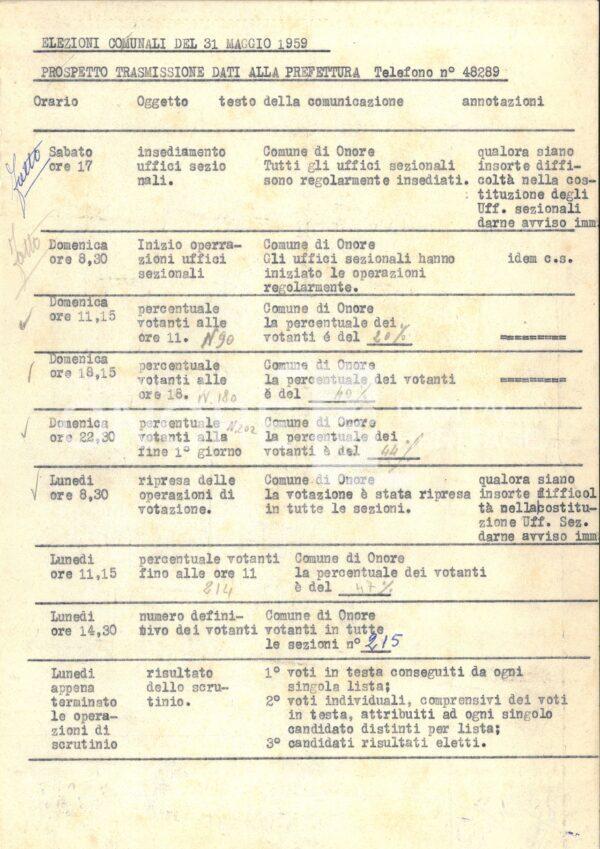 ELEZIONI COMUNALI DEL 31 MAGGIO 1959
PROSPETTO TRASMISSIONE DATI ALLA PREFETTURA Telefono n° 48289
Orario Oggetto testo della comunicazione annotazioni
fatto
Sabato insediamento Comune di Onore qualora siano
ore 17 uffici sezio Tutti gli uffici sezionali insorte diffi-
nali. sono regolarmente insediati. coltà nella cos-
tituzione degli
Uff. sezionali
darne avviso imm
fatto
Domenica Inizio operra- Comune di Onore
ore 8,30 zioni uffici Gli uffici sezionali hanno idem c.s.
sezionali iniziato le operazioni
regolarmente.
Domenica percentuale Comune di Onore
ore 11,15 votanti alle la percentuale dei
ore 11. N 90 votanti é del 20% =========
Domenica percentuale Comune di Onore
ore 18,15 votanti alle la percentuale dei votanti =========
ore 18. N. 180 è del 40%
Domenica percentuale N.202 Comune di Onore
ore 22,30 votanti alla la percentuale dei
fine 1° giorno votanti è del 44%
Lunedi ripresa delle Comune di Onore qualora siano
ore 8,30 operazioni di la votazione è stata ripresa insorte difficol
votazione. in tutte le sezioni. tà nellacostitu-
zione Uff. Sez.
darne avviso imm
Lunedi percentuale votanti Comune di Onore
ore 11,15 fino alle ore 11 la percentuale dei votanti
214 è del 47%
Lunedi numero defini- Comune di Onore
ore 14,30 tivo dei votanti votanti in tutte
le sezioni n° 215
Lunedi risultato 1° voti in testa conseguiti da ogni
appena dello scru- singola lista;
terminato tinio. 2° voti individuali, comprensivi dei voti
le opera- in testa, attribuiti ad ogni singolo
zioni di candidato distinti per lista;
scrutinio 3° candidati risultati eletti.